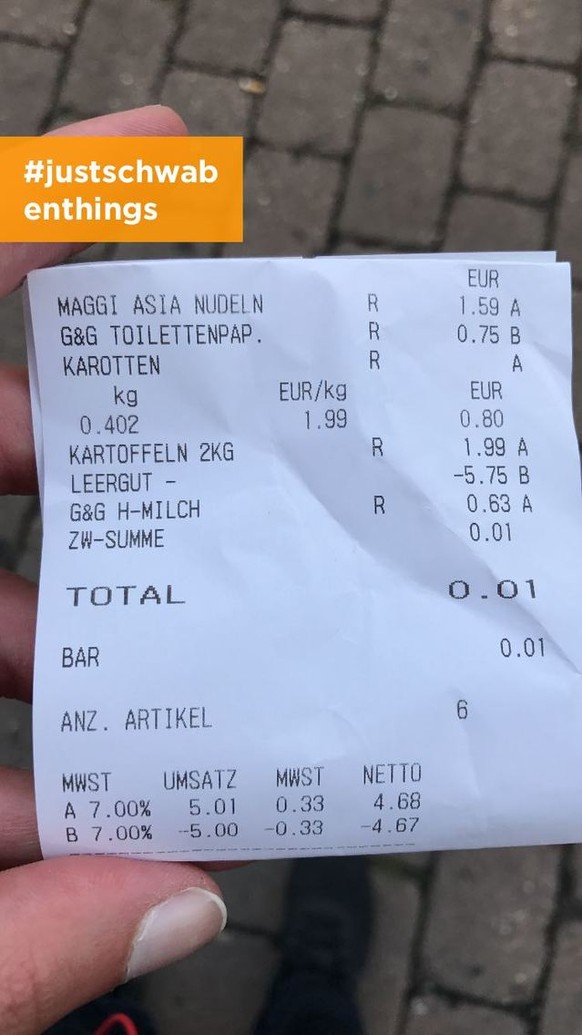 #justschwab
enthings
EUR
MAGGI ASIA NUDELN R 1.59 A
G&G TOILETTENPAP. R 0.75 B
KAROTTEN R A
kg EUR/kg EUR
0.402 1.99 0.80
KARTOFFELN 2KG R 1.99 A
LEERGUT - -5.75 B
G&G H-MILCH R 0.63 A
ZW-SUMME 0.01
TOTAL 0.01
BAR 0.01
ANZ. ARTIKEL 6
MWST UMSATZ MWST NETTO
A 7.00% 5.01 0.33 4.68
B 7.00% -5.00 -0.33 -4.67